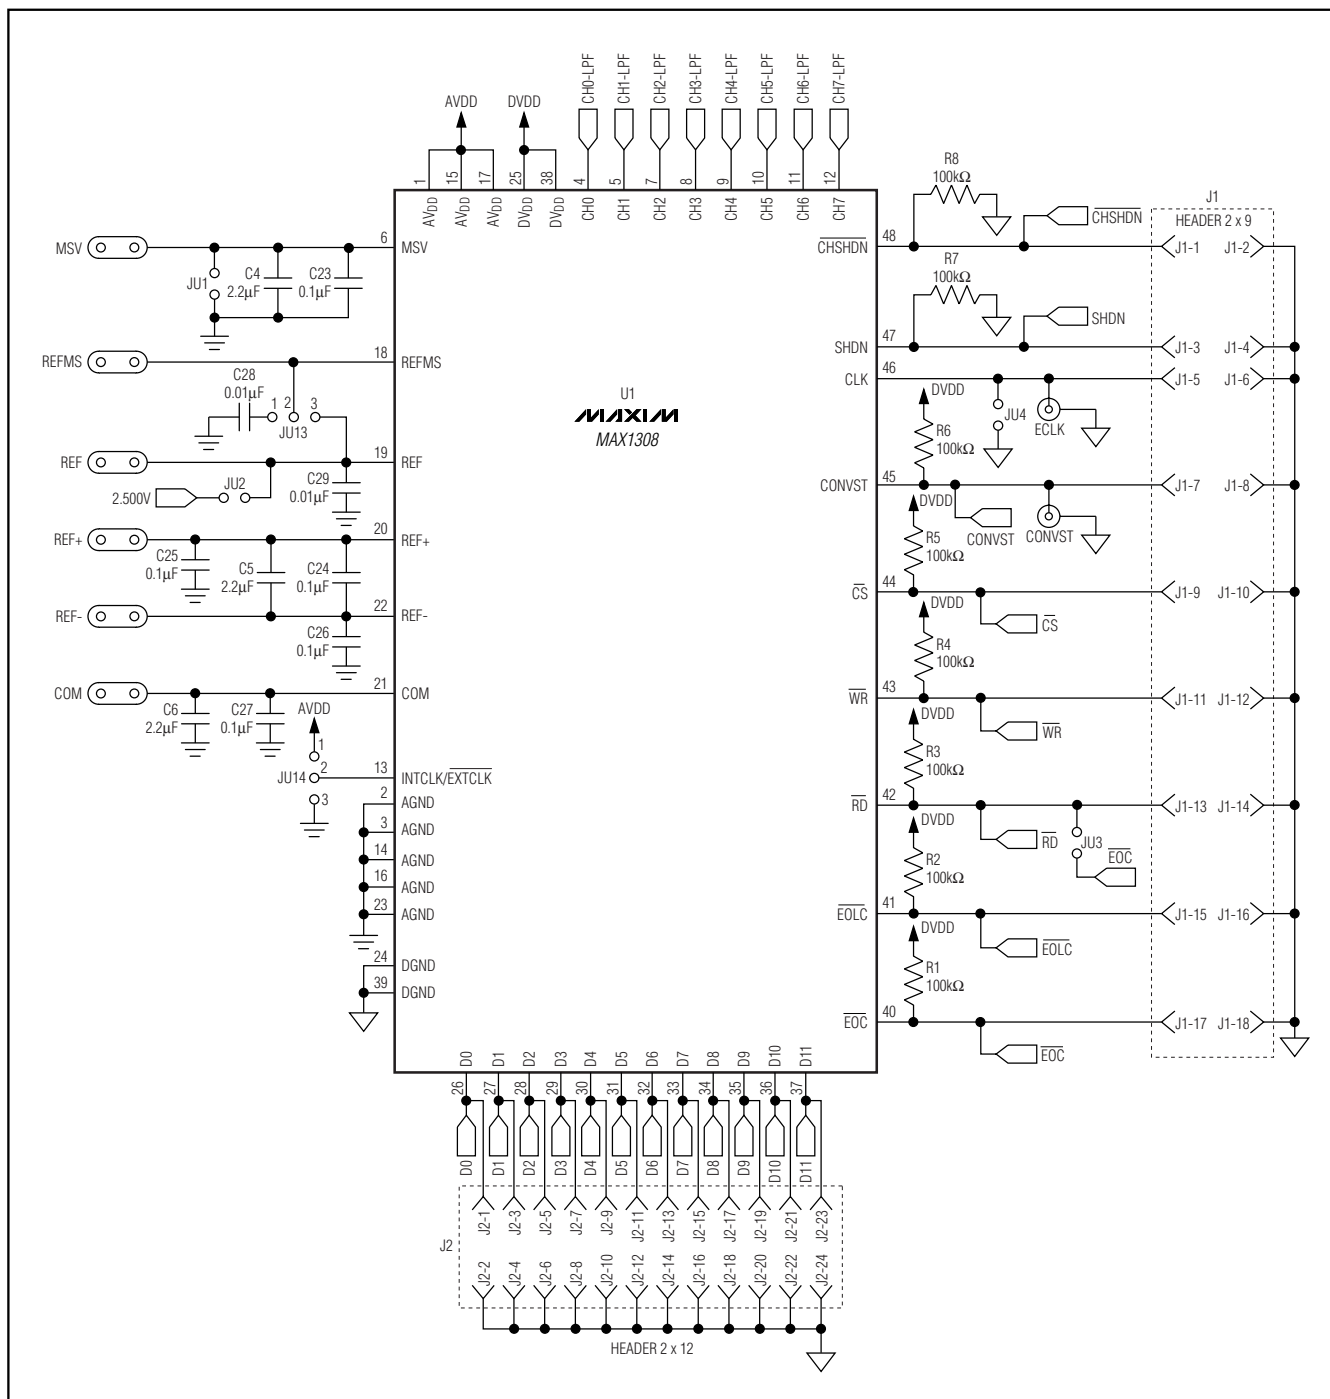 AVDD
DVDD
CH0-LPF
CH1-LPF
CH2-LPF
CH3-LPF
CH4-LPF
CH5-LPF
CH6-LPF
CH7-LPF
1
15
17
25
38
4
5
7
8
9
10
11
12
AVDD
AVDD
AVDD
DVDD
DVDD
CH0
CH1
CH2
CH3
CH4
CH5
CH6
CH7
MSV
6
MSV
JU1
C4
2.2µF
C23
0.1µF
REFMS
18
REFMS
C28
0.01µF
1
2
3
JU13
REF
19
REF
2.500V
JU2
C29
0.01µF
REF+
20
REF+
C25
0.1µF
C5
2.2µF
C24
0.1µF
REF-
22
REF-
C26
0.1µF
COM
21
COM
C6
2.2µF
C27
0.1µF
AVDD
1
JU14
2
3
13
INTCLK/EXTCLK
2
AGND
3
AGND
14
AGND
16
AGND
23
AGND
24
DGND
39
DGND
U1
MAXIM
MAX1308
R8
100kΩ
CHSHDN
48
CHSHDN
J1
HEADER 2 x 9
J1-1
J1-2
R7
100kΩ
SHDN
47
SHDN
J1-3
J1-4
CLK
46
J1-5
J1-6
DVDD
R6
100kΩ
JU4
ECLK
CONVST
45
J1-7
J1-8
DVDD
CONVST
CONVST
R5
100kΩ
CS
44
J1-9
J1-10
DVDD
CS
R4
100kΩ
WR
43
J1-11
J1-12
DVDD
WR
R3
100kΩ
RD
42
J1-13
J1-14
DVDD
RD
JU3
EOC
R2
100kΩ
EOLC
41
J1-15
J1-16
DVDD
EOLC
R1
100kΩ
EOC
40
J1-17
J1-18
EOC
D0
D1
D2
D3
D4
D5
D6
D7
D8
D9
D10
D11
26
27
28
29
30
31
32
33
34
35
36
37
D0
D1
D2
D3
D4
D5
D6
D7
D8
D9
D10
D11
J2
J2-1
J2-3
J2-5
J2-7
J2-9
J2-11
J2-13
J2-15
J2-17
J2-19
J2-21
J2-23
J2-2
J2-4
J2-6
J2-8
J2-10
J2-12
J2-14
J2-16
J2-18
J2-20
J2-22
J2-24
HEADER 2 x 12